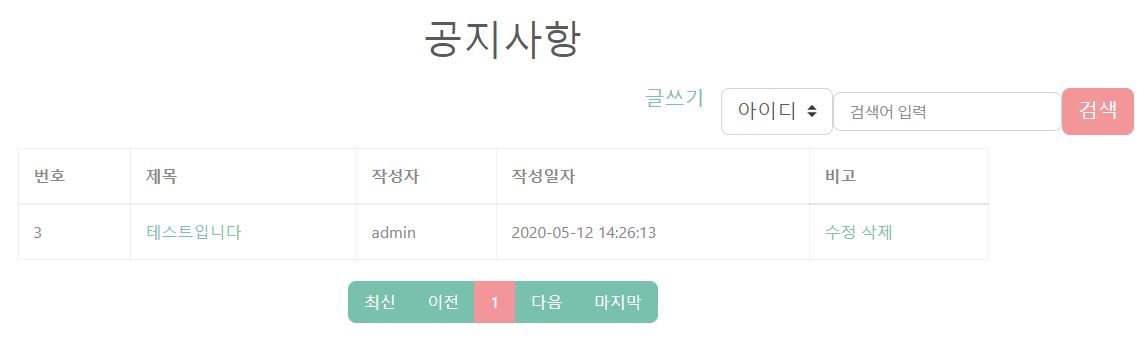 공지사항
글쓰기 아이디 검색어 입력 검색
번호 제목 작성자 작성일자 비고
3 테스트입니다 admin 2020-05-12 14:26:13 수정 삭제
최신 이전 1 다음 마지막